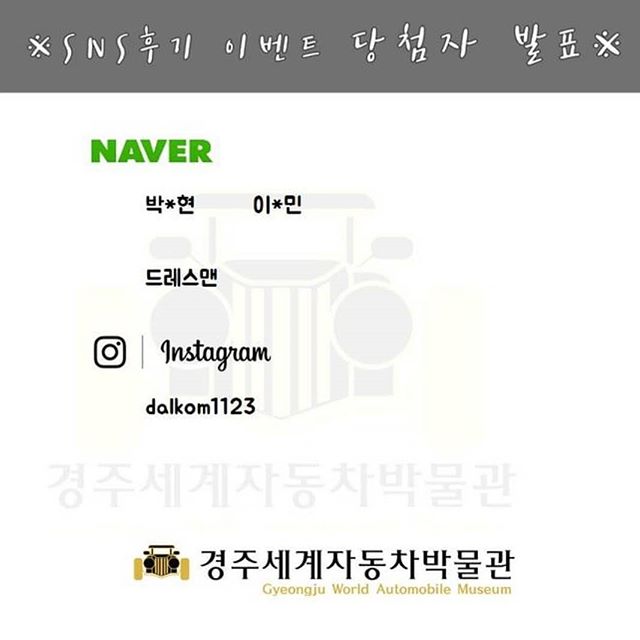 ※SNS후기 이벤트 당첨자 발표※
NAVER
박*현 이*민
드레스맨
Instagram
dalkom1123
경주세계자동차박물관
경주세계자동차박물관
Gyeongju World Automobile Museum